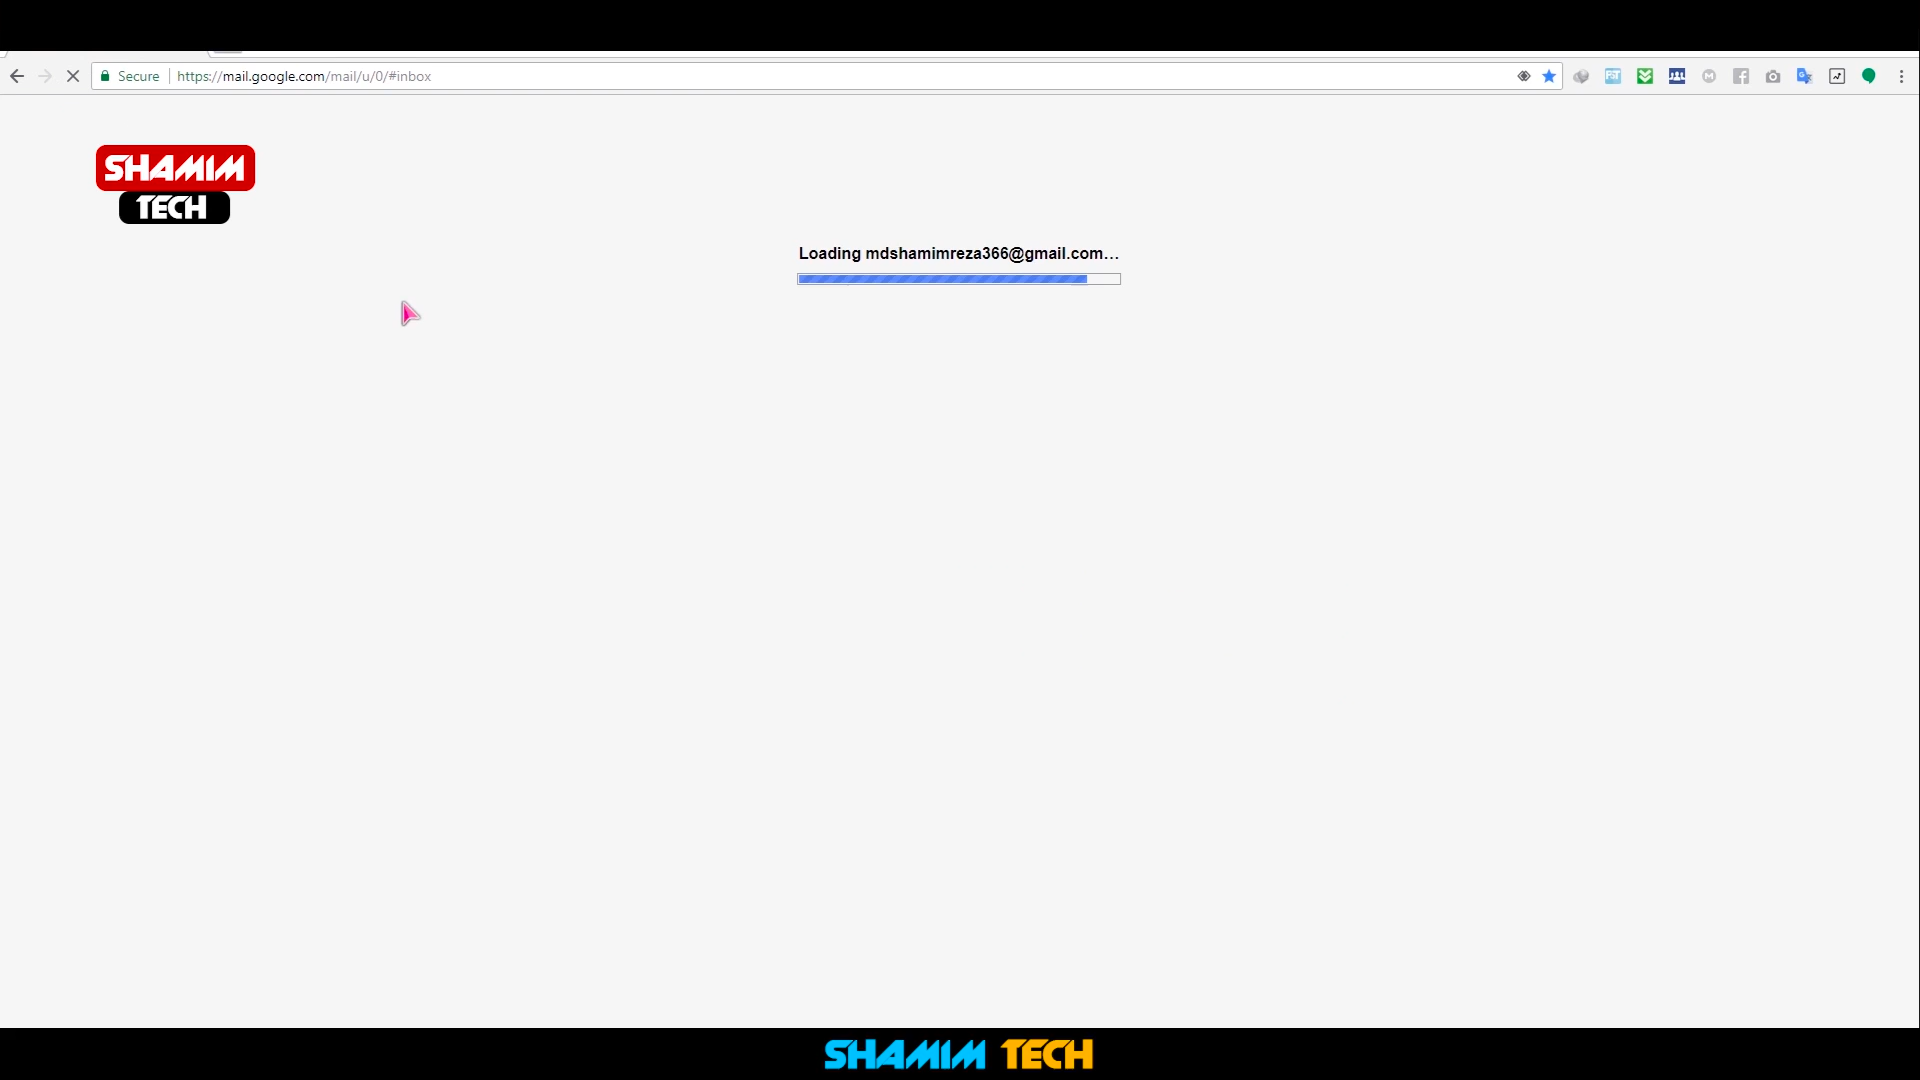 Secure
https://mail.google.com/mail/u/0/#inbox
SHAMIM
TECH
Loading mdshamimreza366@gmail.com...
SHAMIM TECH